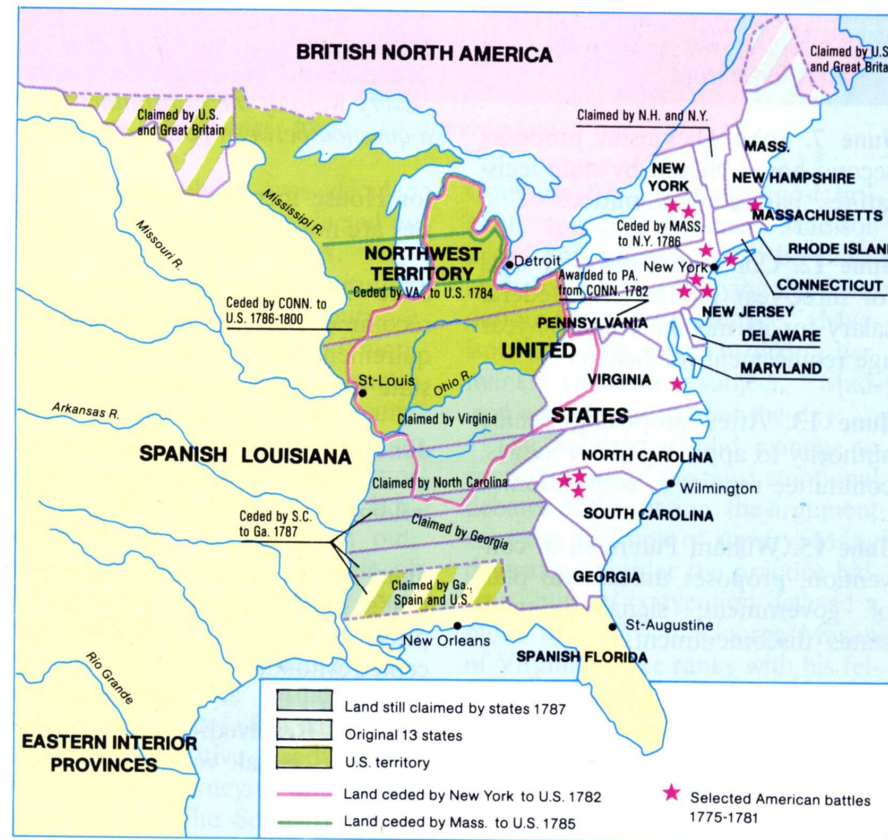 BRITISH NORTH AMERICA
Claimed by U.S.
and Great Brita
Claimed by U.S.
and Great Britain
Claimed by N.H. and N.Y.
MASS.
NEW
YORK
NEW HAMPSHIRE
MASSACHUSETTS
Ceded by MASS.
to N.Y. 1786
RHODE ISLAN
CONNECTICUT
Mississipi R.
Missouri R.
NORTHWEST
TERRITORY
Detroit
New York
Awarded to PA.
from CONN. 1782
Ceded by VA., to U.S. 1784
Ceded by CONN. to
U.S. 1786-1800
PENNSYLVANIA
NEW JERSEY
DELAWARE
MARYLAND
UNITED
STATES
St-Louis
Ohio R.
VIRGINIA
Arkansas R.
Claimed by Virginia
SPANISH LOUISIANA
NORTH CAROLINA
Claimed by North Carolina
Wilmington
SOUTH CAROLINA
Ceded by S.C.
to Ga. 1787
Claimed by Georgia
GEORGIA
Claimed by Ga.,
Spain and U.S.
New Orleans
St-Augustine
SPANISH FLORIDA
Rio Grande
EASTERN INTERIOR
PROVINCES
Land still claimed by states 1787
Original 13 states
U.S. territory
Land ceded by New York to U.S. 1782
Land ceded by Mass. to U.S. 1785
Selected American battles
1775-1781